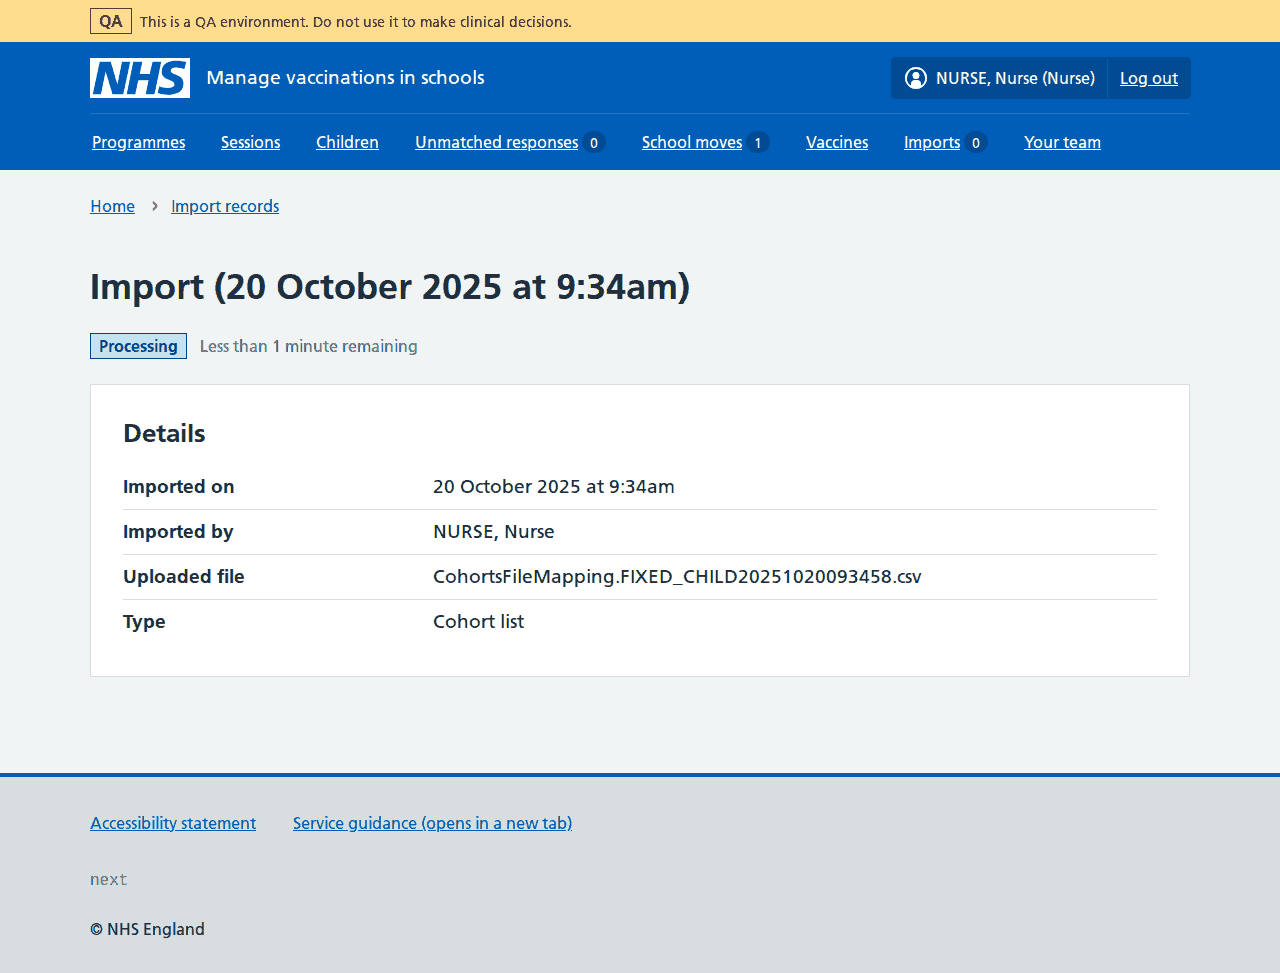 QA This is a QA environment. Do not use it to make clinical decisions.
NHS Manage vaccinations in schools NURSE, Nurse (Nurse) Log out
Programmes Sessions Children Unmatched responses 0 School moves 1 Vaccines Imports 0 Your team
Home › Import records
Import (20 October 2025 at 9:34am)
Processing Less than 1 minute remaining
Details
Imported on 20 October 2025 at 9:34am
Imported by NURSE, Nurse
Uploaded file CohortsFileMapping.FIXED_CHILD20251020093458.csv
Type Cohort list
Accessibility statement Service guidance (opens in a new tab)
next
© NHS England